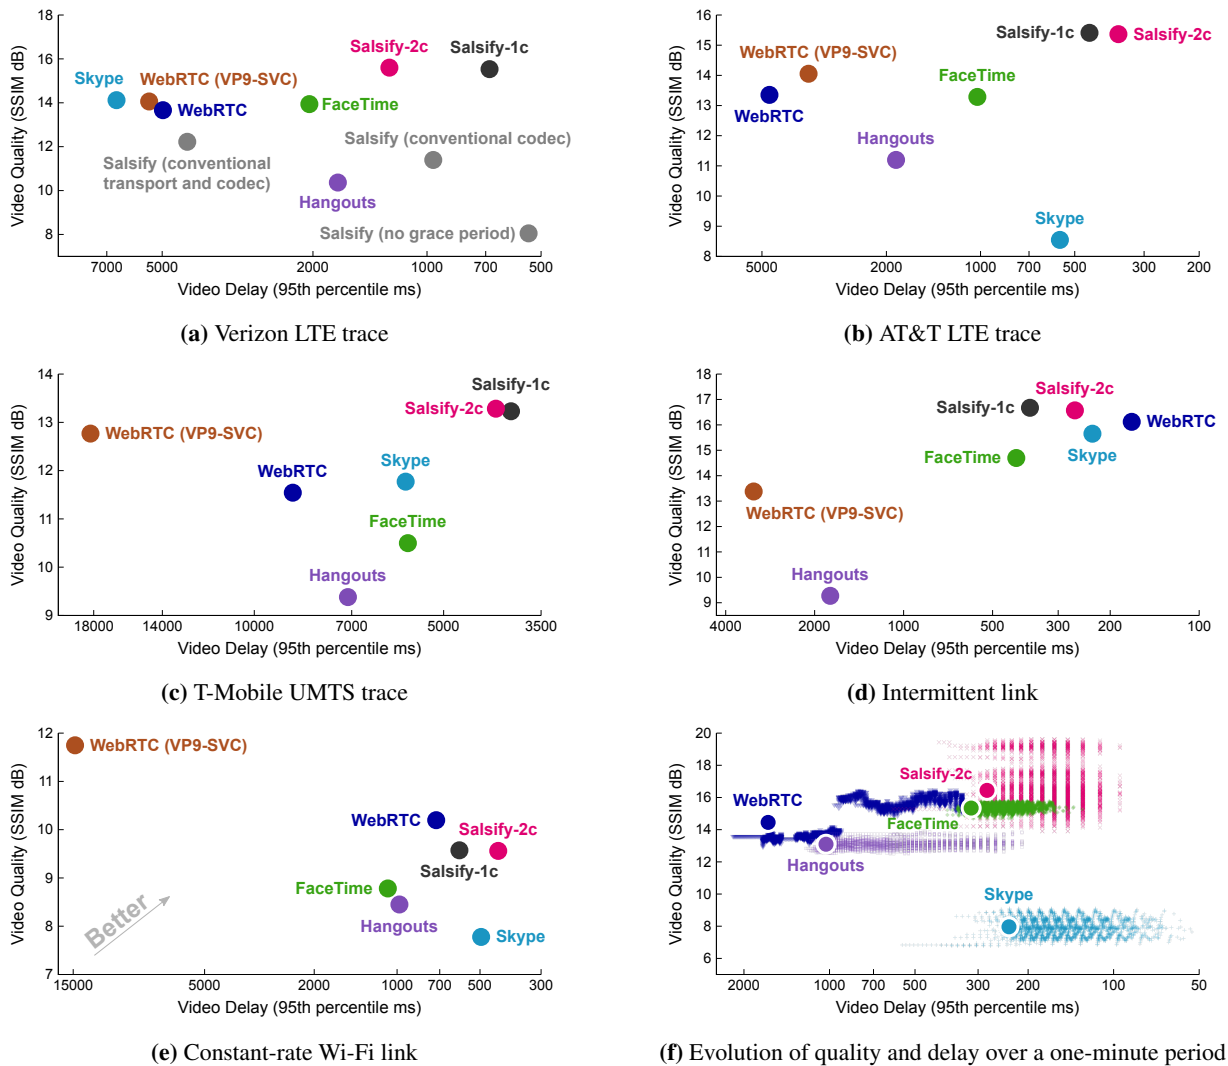 18
16
14
12
10
8
Video Quality (SSIM dB)
Salsify-2c
Salsify-1c
Skype
WebRTC (VP9-SVC)
WebRTC
FaceTime
Salsify (conventional codec)
Salsify (conventional
transport and codec)
Hangouts
Salsify (no grace period)
7000 5000 2000 1000 700 500
Video Delay (95th percentile ms)
(a) Verizon LTE trace
16
15
14
13
12
11
10
9
8
Video Quality (SSIM dB)
Salsify-1c
Salsify-2c
WebRTC (VP9-SVC)
FaceTime
WebRTC
Hangouts
Skype
5000 2000 1000 700 500 300 200
Video Delay (95th percentile ms)
(b) AT&T LTE trace
14
13
12
11
10
9
Video Quality (SSIM dB)
Salsify-1c
Salsify-2c
WebRTC (VP9-SVC)
WebRTC
Skype
FaceTime
Hangouts
18000 14000 10000 7000 5000 3500
Video Delay (95th percentile ms)
(c) T-Mobile UMTS trace
18
17
16
15
14
13
12
11
10
9
Video Quality (SSIM dB)
Salsify-2c
Salsify-1c
WebRTC
Skype
FaceTime
WebRTC (VP9-SVC)
Hangouts
4000 2000 1000 500 300 200 100
Video Delay (95th percentile ms)
(d) Intermittent link
12
11
10
9
8
7
Video Quality (SSIM dB)
WebRTC (VP9-SVC)
WebRTC
Salsify-2c
Salsify-1c
FaceTime
Hangouts
Skype
Better
15000 5000 2000 1000 700 500 300
Video Delay (95th percentile ms)
(e) Constant-rate Wi-Fi link
20
18
16
14
12
10
8
6
Video Quality (SSIM dB)
Salsify-2c
WebRTC
FaceTime
Hangouts
Skype
2000 1000 700 500 300 200 100 50
Video Delay (95th percentile ms)
(f) Evolution of quality and delay over a one-minute period